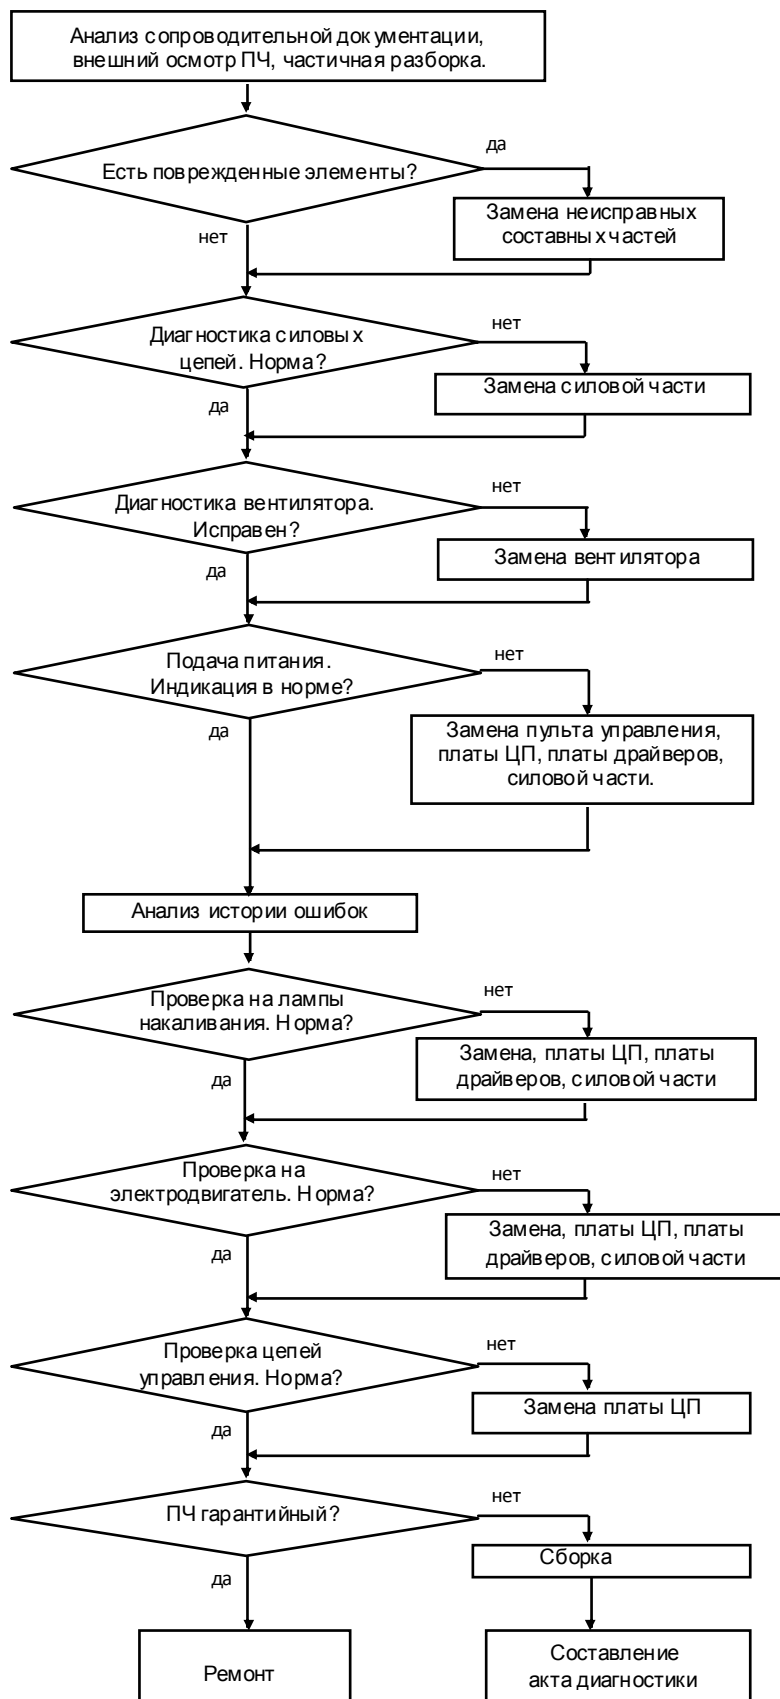 Анализ сопроводительной документации,
внешний осмотр ПЧ, частичная разборка.
да
Есть поврежденные элементы?
Замена неисправных
составных частей
нет
нет
Диагностика силовых
цепей. Норма?
Замена силовой части
да
нет
Диагностика вентилятора.
Исправен?
Замена вентилятора
да
нет
Подача питания.
Индикация в норме?
да
Замена пульта управления,
платы ЦП, платы драйверов,
силовой части.
Анализ истории ошибок
нет
Проверка на лампы
накаливания. Норма?
Замена, платы ЦП, платы
драйверов, силовой части
да
нет
Проверка на
электродвигатель. Норма?
Замена, платы ЦП, платы
драйверов, силовой части
да
нет
Проверка цепей
управления. Норма?
Замена платы ЦП
да
нет
ПЧ гарантийный?
Сборка
да
Ремонт
Составление
акта диагностики